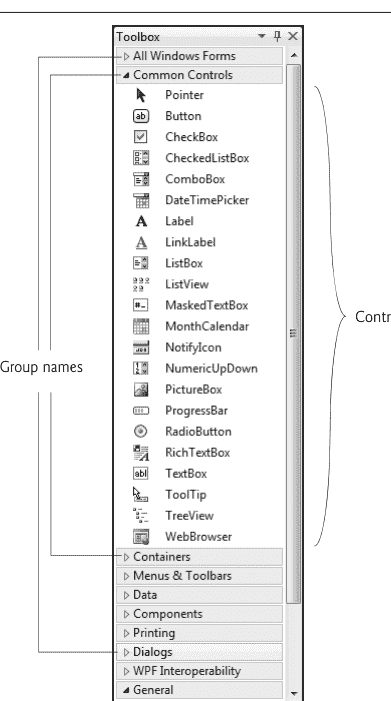 Toolbox
All Windows Forms
Common Controls
Pointer
Button
CheckBox
CheckedListBox
ComboBox
DateTimePicker
Label
LinkLabel
ListBox
ListView
MaskedTextBox
MonthCalendar
NotifyIcon
NumericUpDown
PictureBox
ProgressBar
RadioButton
RichTextBox
TextBox
ToolTip
TreeView
WebBrowser
Containers
Menus & Toolbars
Data
Components
Printing
Dialogs
WPF Interoperability
General
Group names
Contr